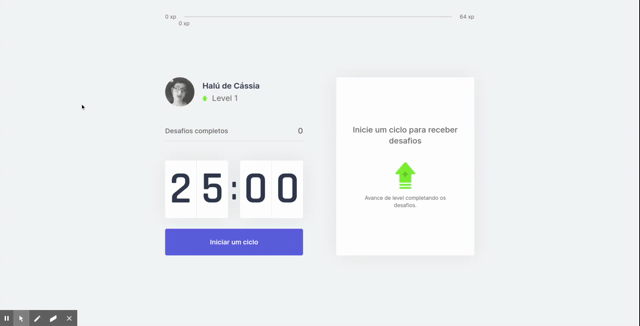 0 xp
64 xp
0 xp
Halú de Cássia
Level 1
Desafios completos
0
25:00
Iniciar um ciclo
Inicie um ciclo para receber
desafios
Avance de level completando os
desafios.